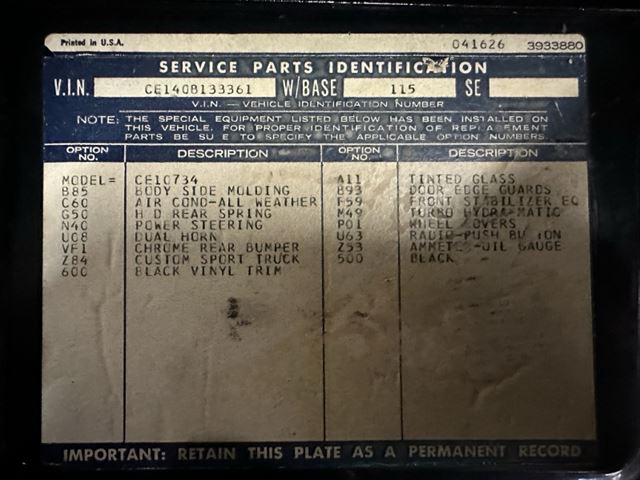 Printed in U.S.A. 041626 3933880
SERVICE PARTS IDENTIFICATION
V.I.N. CE140B133361 W/BASE 115 SE
V.I.N. — VEHICLE IDENTIFICATION NUMBER
NOTE: THE SPECIAL EQUIPMENT LISTED BELOW HAS BEEN INSTALLED ON
THIS VEHICLE. FOR PROPER IDENTIFICATION OF REPLACEMENT
PARTS BE SURE TO SPECIFY THE APPLICABLE OPTION NUMBERS.
OPTION NO. DESCRIPTION OPTION NO. DESCRIPTION
MODEL= CE10734 A11 TINTED GLASS
B85 BODY SIDE MOLDING B93 DOOR EDGE GUARDS
C60 AIR COND-ALL WEATHER F59 FRONT STABILIZER EQ
G50 H D REAR SPRING M49 TURBO HYDRA-MATIC
N40 POWER STEERING P01 WHEEL COVERS
U08 DUAL HORN U63 RADIO-PUSH BUTTON
VF1 CHROME REAR BUMPER Z53 AMMETER-OIL GAUGE
Z84 CUSTOM SPORT TRUCK 500 BLACK
600 BLACK VINYL TRIM
IMPORTANT: RETAIN THIS PLATE AS A PERMANENT RECORD